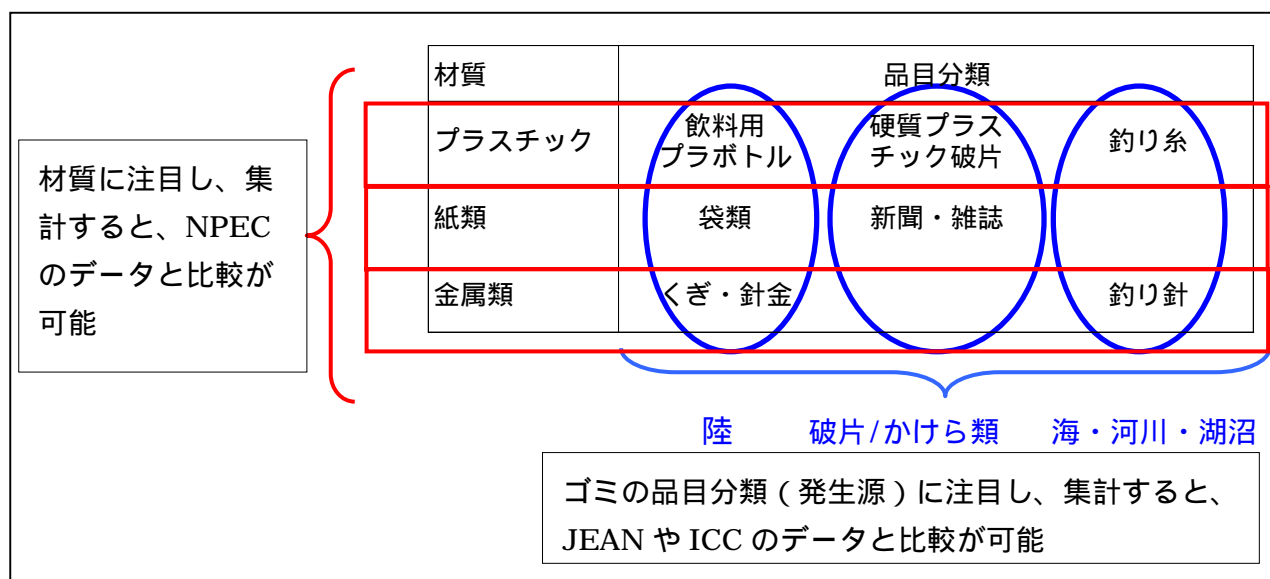 材質 品目分類
プラスチック 飲料用 硬質プラス 釣り糸
プラボトル チック破片
紙類 袋類 新聞・雑誌
金属類 くぎ・針金 釣り針
材質に注目し、集
計すると、NPEC
のデータと比較が
可能
陸 破片/かけら類 海・河川・湖沼
ゴミの品目分類（発生源）に注目し、集計すると、
JEAN や ICC のデータと比較が可能